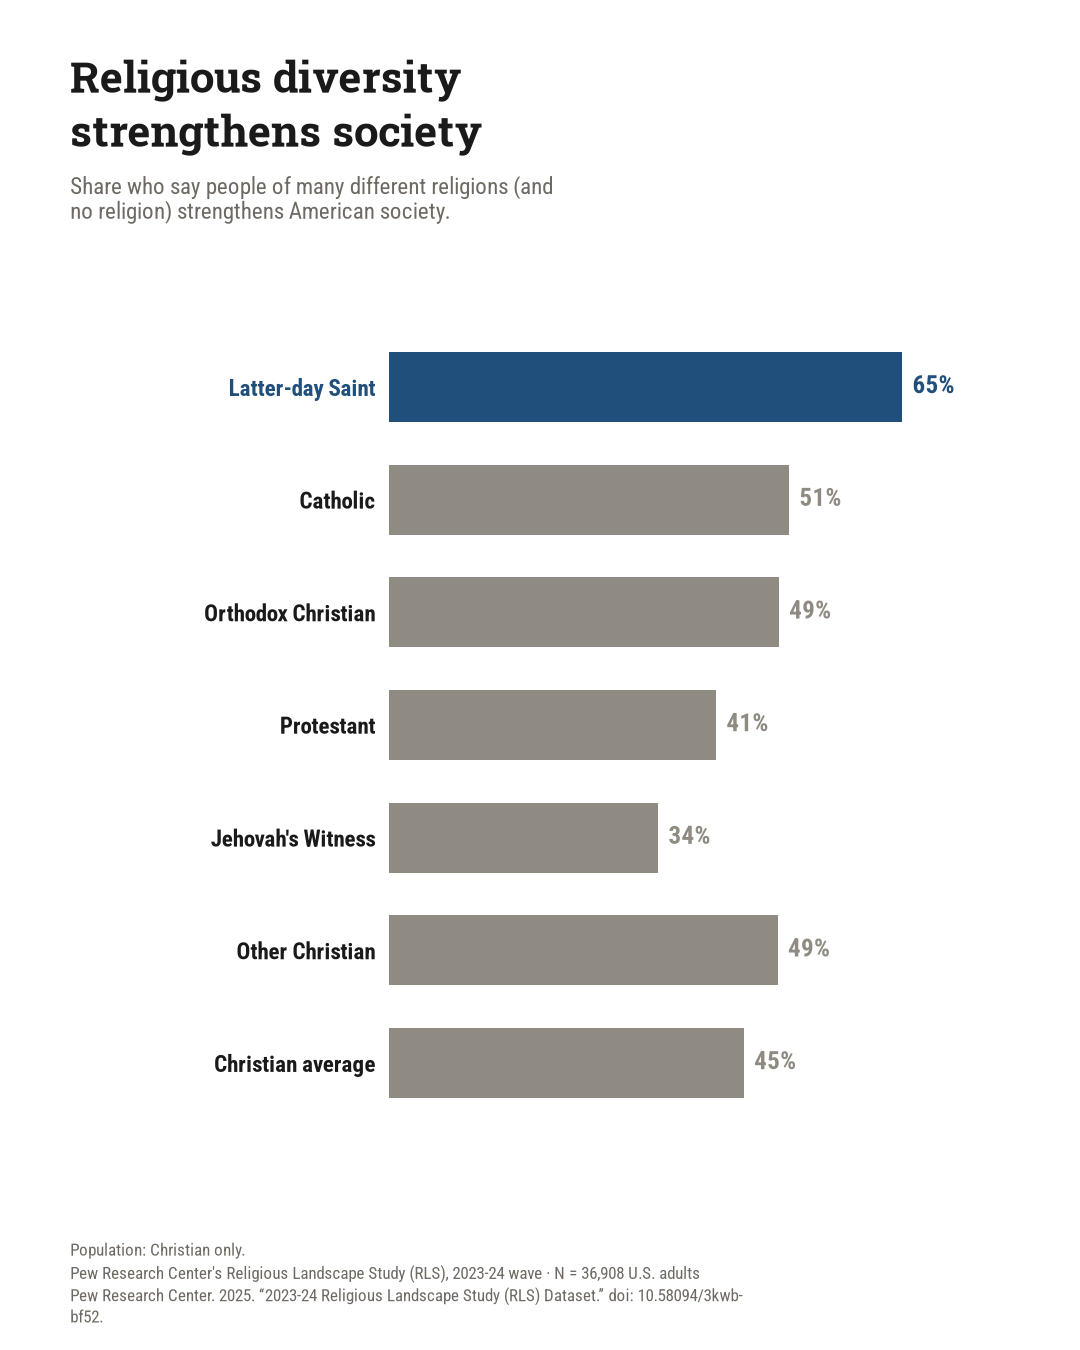 Religious diversity
strengthens society
Share who say people of many different religions (and
no religion) strengthens American society.
Latter-day Saint 65%
Catholic 51%
Orthodox Christian 49%
Protestant 41%
Jehovah's Witness 34%
Other Christian 49%
Christian average 45%
Population: Christian only.
Pew Research Center's Religious Landscape Study (RLS), 2023-24 wave · N = 36,908 U.S. adults
Pew Research Center. 2025. “2023-24 Religious Landscape Study (RLS) Dataset.” doi: 10.58094/3kwb-
bf52.